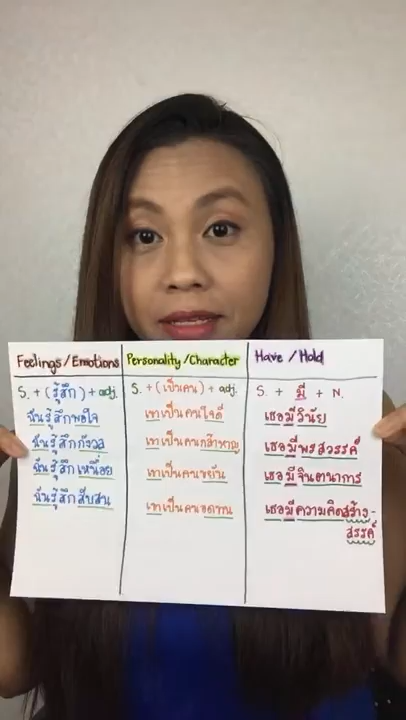 Feelings/Emotions
S. + (รู้สึก) + adj.
ฉันรู้สึกพอใจ
ฉันรู้สึกกังวล
ฉันรู้สึกเหนื่อย
ฉันรู้สึกสับสน
Personality/Character
S. + (เป็นคน) + adj.
เขาเป็นคนใจดี
เขาเป็นคนกล้าหาญ
เขาเป็นคนขยัน
เขาเป็นคนอดทน
Have/Hold
S. + มี + N.
เธอมีวินัย
เธอมีพรสวรรค์
เธอมีจินตนาการ
เธอมีความคิดสร้าง-
สรรค์